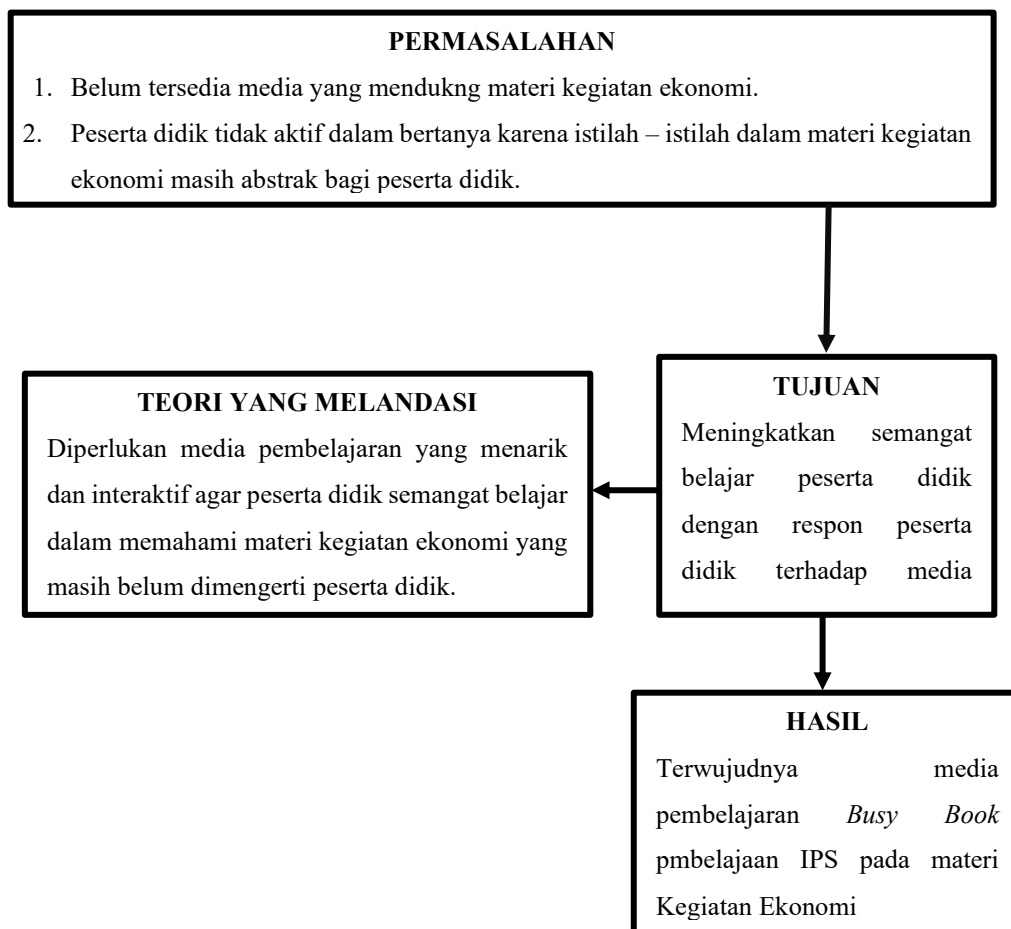 PERMASALAHAN
1. Belum tersedia media yang mendukng materi kegiatan ekonomi.
2. Peserta didik tidak aktif dalam bertanya karena istilah – istilah dalam materi kegiatan
ekonomi masih abstrak bagi peserta didik.
TEORI YANG MELANDASI
Diperlukan media pembelajaran yang menarik
dan interaktif agar peserta didik semangat belajar
dalam memahami materi kegiatan ekonomi yang
masih belum dimengerti peserta didik.
TUJUAN
Meningkatkan semangat
belajar peserta didik
dengan respon peserta
didik terhadap media
HASIL
Terwujudnya media
pembelajaran Busy Book
pmbelajaan IPS pada materi
Kegiatan Ekonomi